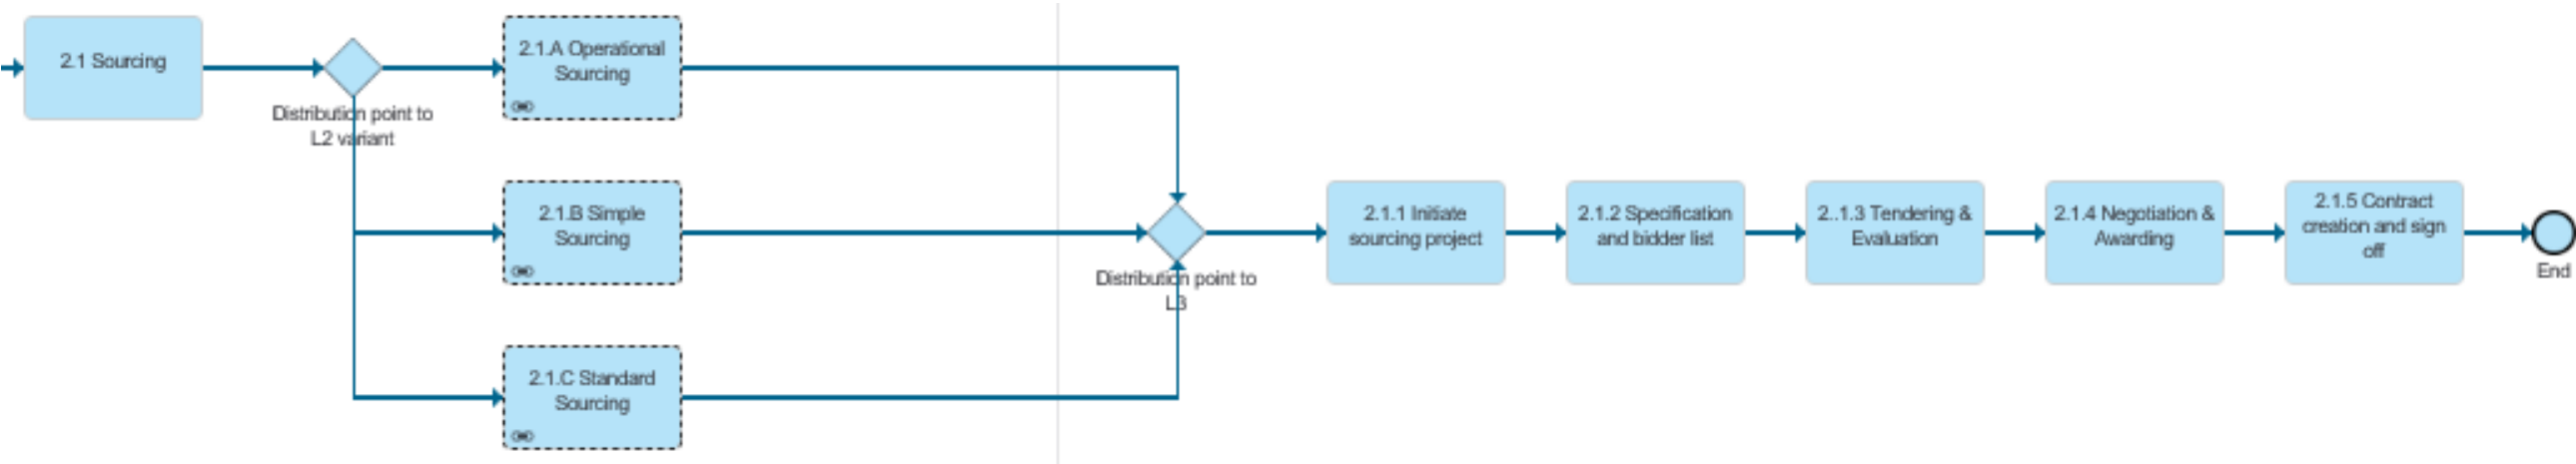 2.1 Sourcing
Distribution point to
L2 variant
2.1.A Operational
Sourcing
2.1.B Simple
Sourcing
2.1.C Standard
Sourcing
Distribution point to
L3
2.1.1 Initiate
sourcing project
2.1.2 Specification
and bidder list
2..1.3 Tendering &
Evaluation
2.1.4 Negotiation &
Awarding
2.1.5 Contract
creation and sign
off
End